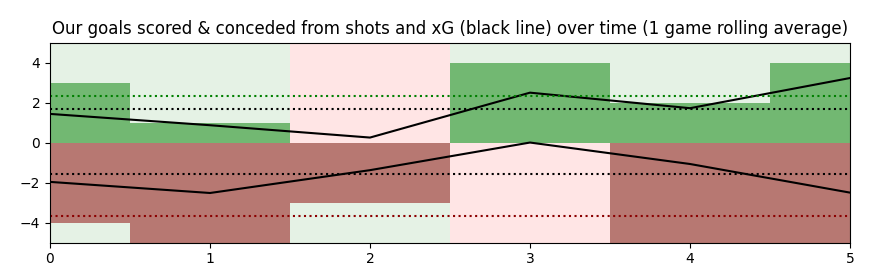 Our goals scored & conceded from shots and xG (black line) over time (1 game rolling average)
4
2
0
−2
−4
0 1 2 3 4 5